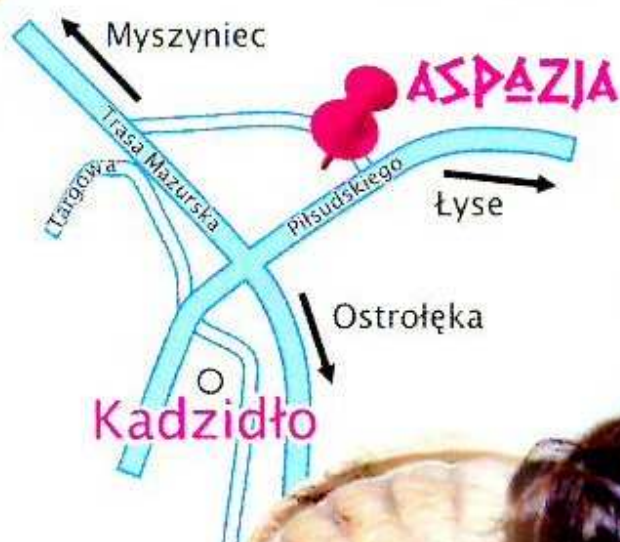 Myszyniec
ASPAZJA
Trasa Mazurska
Targowa
Piłsudskiego
Łyse
Ostrołęka
Kadzidło